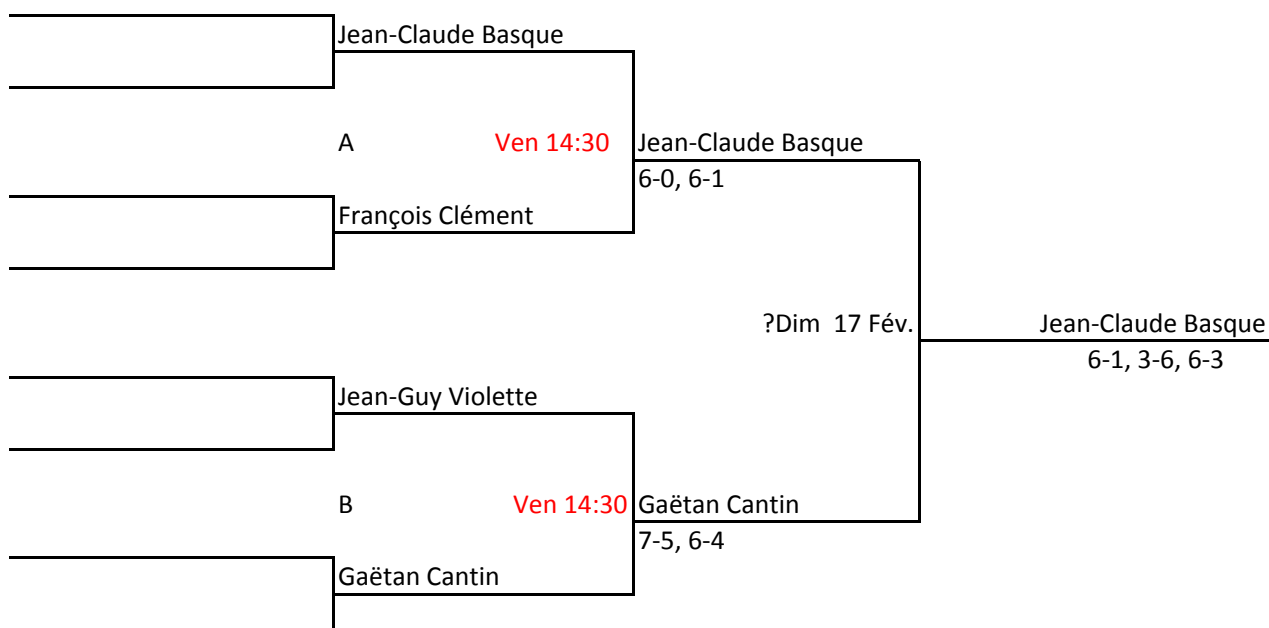 Jean-Claude Basque
A Ven 14:30 Jean-Claude Basque
6-0, 6-1
François Clément
?Dim 17 Fév. Jean-Claude Basque
6-1, 3-6, 6-3
Jean-Guy Violette
B Ven 14:30 Gaëtan Cantin
7-5, 6-4
Gaëtan Cantin